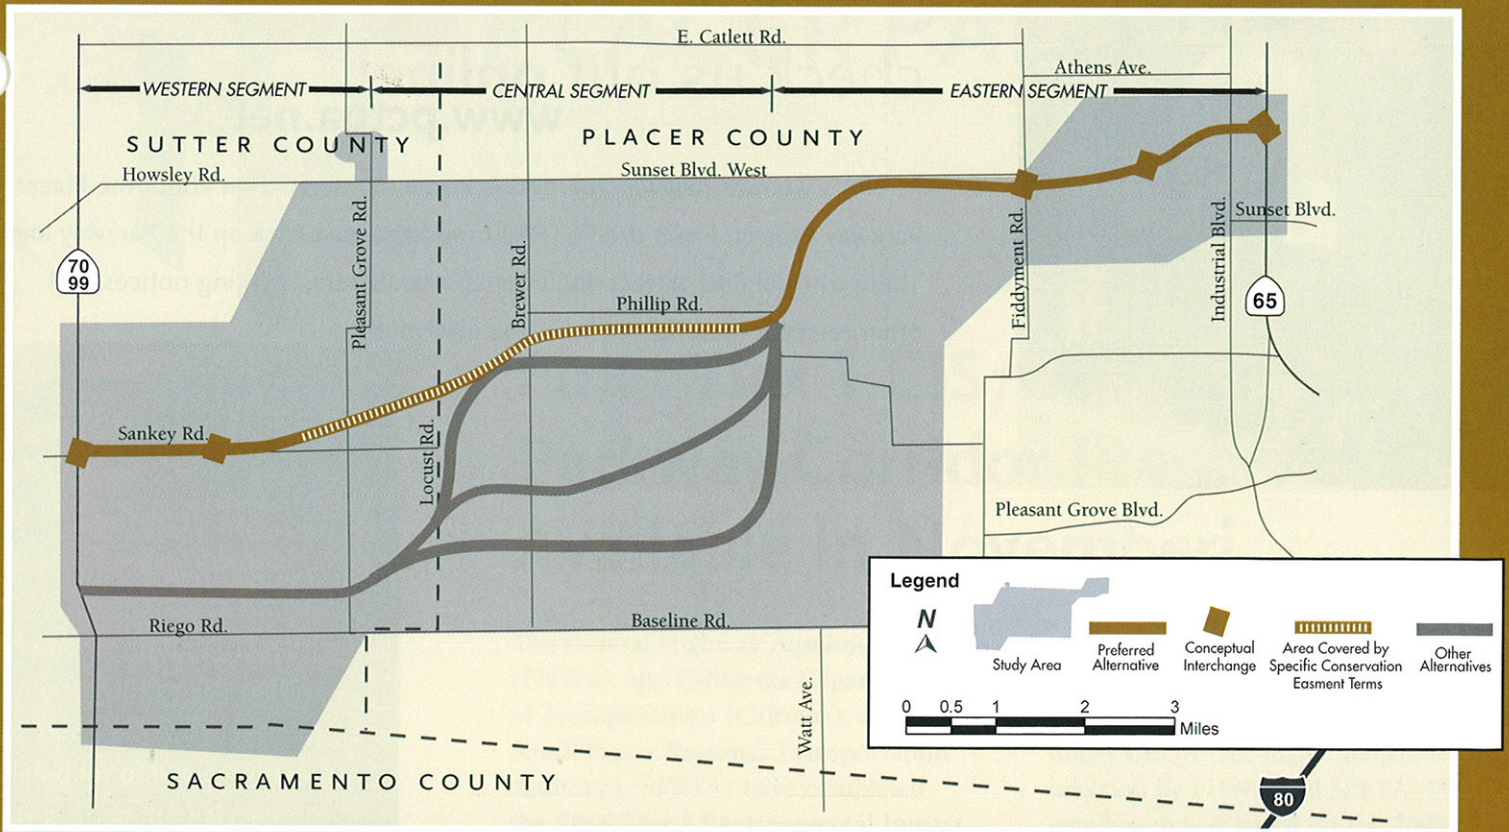 E. Catlett Rd.
Athens Ave.
WESTERN SEGMENT
CENTRAL SEGMENT
EASTERN SEGMENT
SUTTER COUNTY
PLACER COUNTY
Howsley Rd.
Sunset Blvd. West
Sunset Blvd.
Pleasant Grove Rd.
Brewer Rd.
Fiddyment Rd.
Industrial Blvd.
70
99
65
Phillip Rd.
Sankey Rd.
Locust Rd.
Pleasant Grove Blvd.
Riego Rd.
Baseline Rd.
Watt Ave.
SACRAMENTO COUNTY
80
Legend
N
Study Area
Preferred
Alternative
Conceptual
Interchange
Area Covered by
Specific Conservation
Easment Terms
Other
Alternatives
0 0.5 1 2 3
Miles